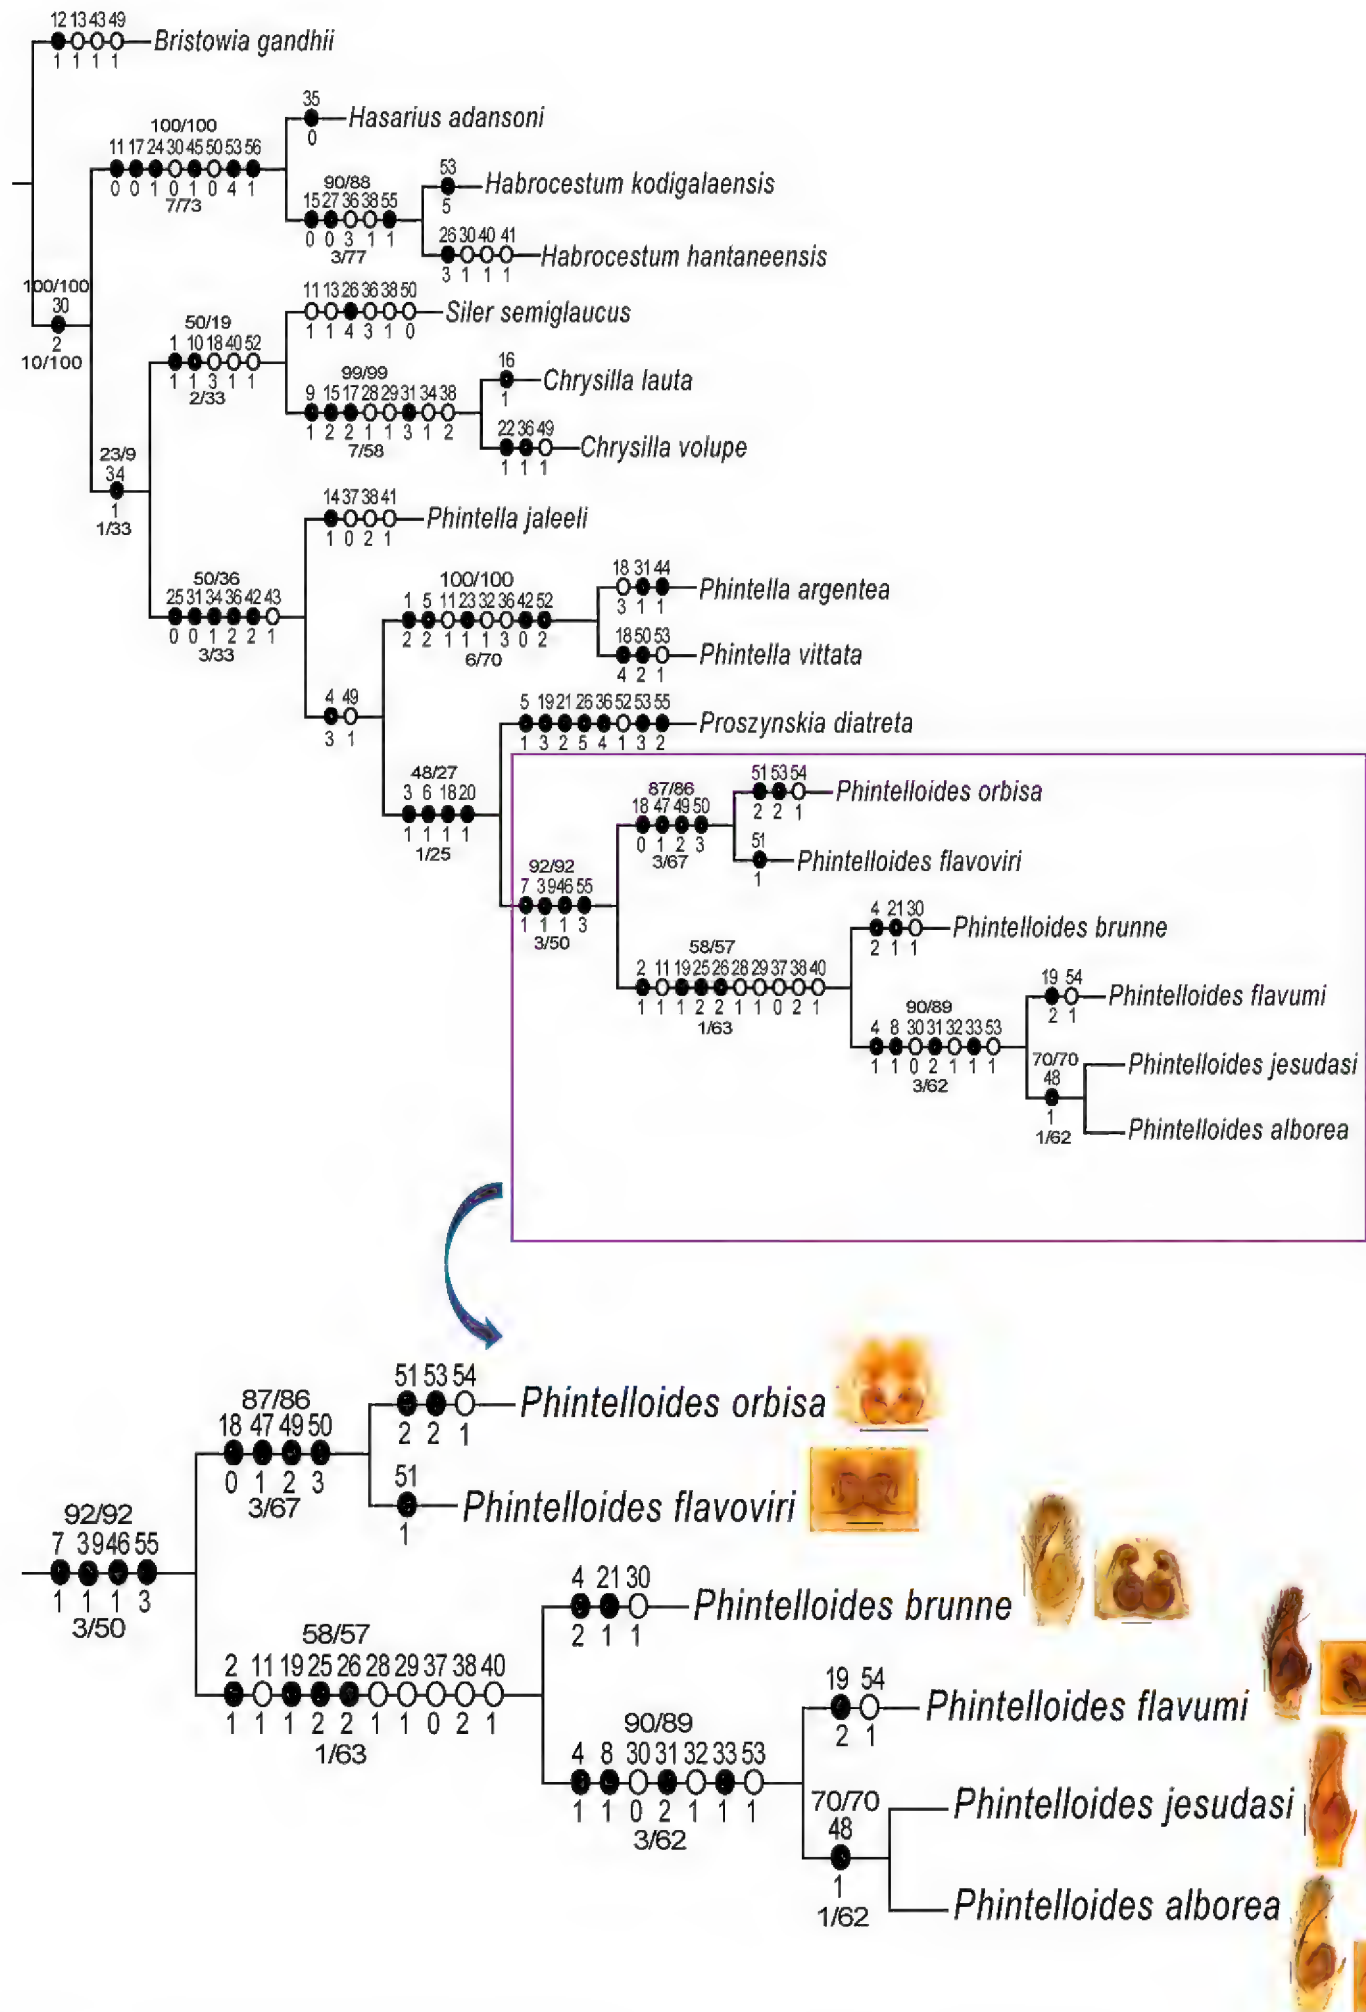 12 13 43 49
Bristowia gandhii
1 1 1 1
35
Hasarius adansoni
0
100/100
11 17 24 30 45 50 53 56
0 0 1 0 1 0 4 1
7/73
53
Habrocestum kodigalaensis
5
90/88
15 27 36 38 55
0 0 3 1 1
3/77
26 30 40 41
Habrocestum hantaneensis
3 1 1 1
100/100
30
2
10/100
11 13 26 36 38 50
Siler semiglaucus
1 1 4 3 1 0
50/19
1 10 18 40 52
1 1 3 1 1
2/33
16
Chrysilla lauta
1
99/99
9 15 17 28 29 31 34 38
1 2 2 1 1 3 1 2
7/58
22 36 49
Chrysilla volupe
1 1 1
23/9
34
1
1/33
14 37 38 41
Phintella jaleeli
1 0 2 1
50/36
25 31 34 36 42 43
0 0 1 2 2 1
3/33
18 31 44
Phintella argentea
3 1 1
100/100
1 5 11 23 32 36 42 52
2 2 1 1 1 3 0 2
6/70
18 50 53
Phintella vittata
4 2 1
4 49
3 1
5 19 21 26 36 52 53 55
Proszynskia diatreta
1 3 2 5 4 1 3 2
48/27
3 6 18 20
1 1 1 1
1/25
51 53 54
Phintelloides orbisa
2 2 1
87/86
18 47 49 50
0 1 2 3
3/67
51
Phintelloides flavoviri
1
92/92
7 39 46 55
1 1 1 3
3/50
4 21 30
Phintelloides brunne
2 1 1
58/57
2 11 19 25 26 28 29 37 38 40
1 1 1 2 2 1 1 0 2 1
1/63
19 54
Phintelloides flavumi
2 1
90/89
4 8 30 31 32 33 53
1 1 0 2 1 1 1
3/62
Phintelloides jesudasi
70/70
48
1
1/62
Phintelloides alborea
51 53 54
Phintelloides orbisa
2 2 1
87/86
18 47 49 50
0 1 2 3
3/67
51
Phintelloides flavoviri
1
92/92
7 39 46 55
1 1 1 3
3/50
4 21 30
Phintelloides brunne
2 1 1
58/57
2 11 19 25 26 28 29 37 38 40
1 1 1 2 2 1 1 0 2 1
1/63
19 54
Phintelloides flavumi
2 1
90/89
4 8 30 31 32 33 53
1 1 0 2 1 1 1
3/62
Phintelloides jesudasi
70/70
48
1
1/62
Phintelloides alborea